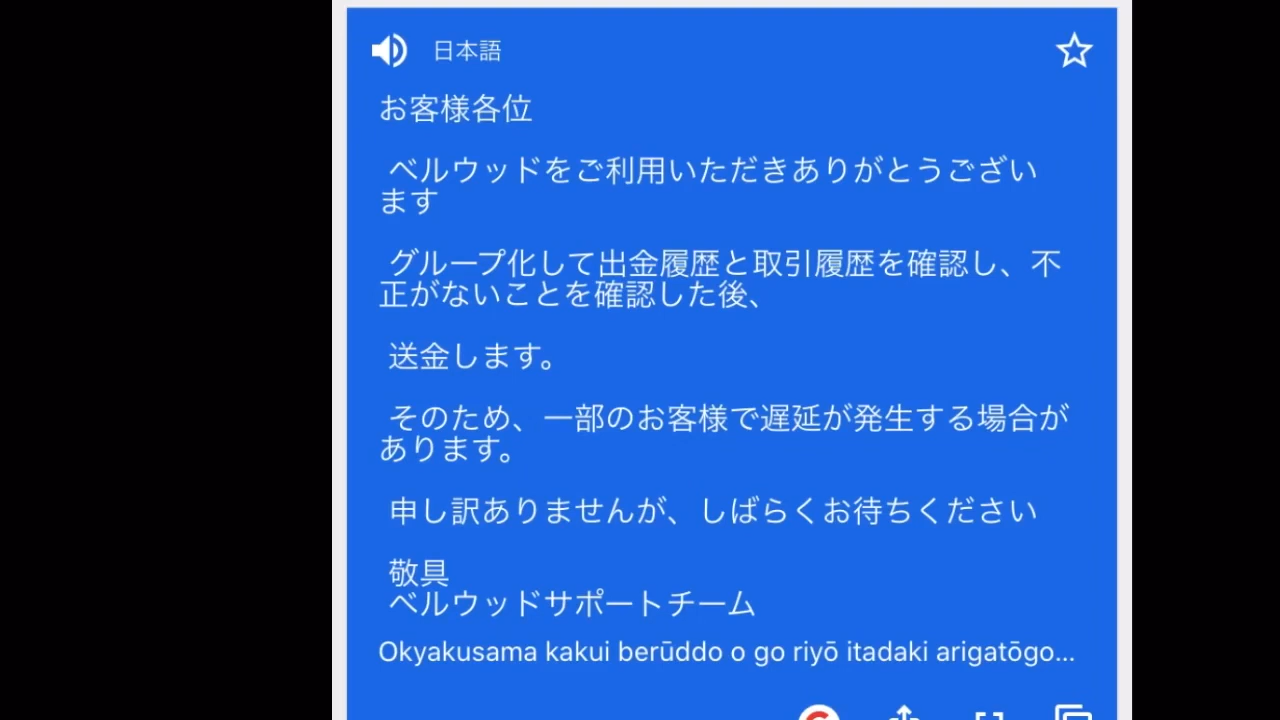 日本語
お客様各位
ベルウッドをご利用いただきありがとうござい
ます
グループ化して出金履歴と取引履歴を確認し、不
正がないことを確認した後、
送金します。
そのため、一部のお客様で遅延が発生する場合が
あります。
申し訳ありませんが、しばらくお待ちください
敬具
ベルウッドサポートチーム
Okyakusama kakui berūddo o go riyō itadaki arigatōgo...